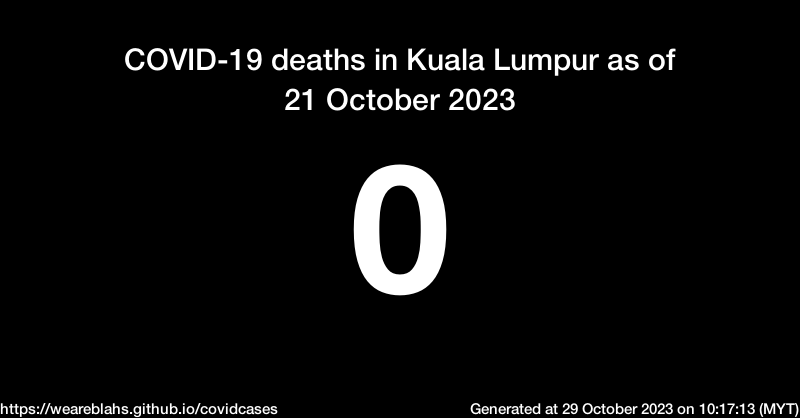 COVID-19 deaths in Kuala Lumpur as of
21 October 2023
0
https://weareblahs.github.io/covidcases
Generated at 29 October 2023 on 10:17:13 (MYT)